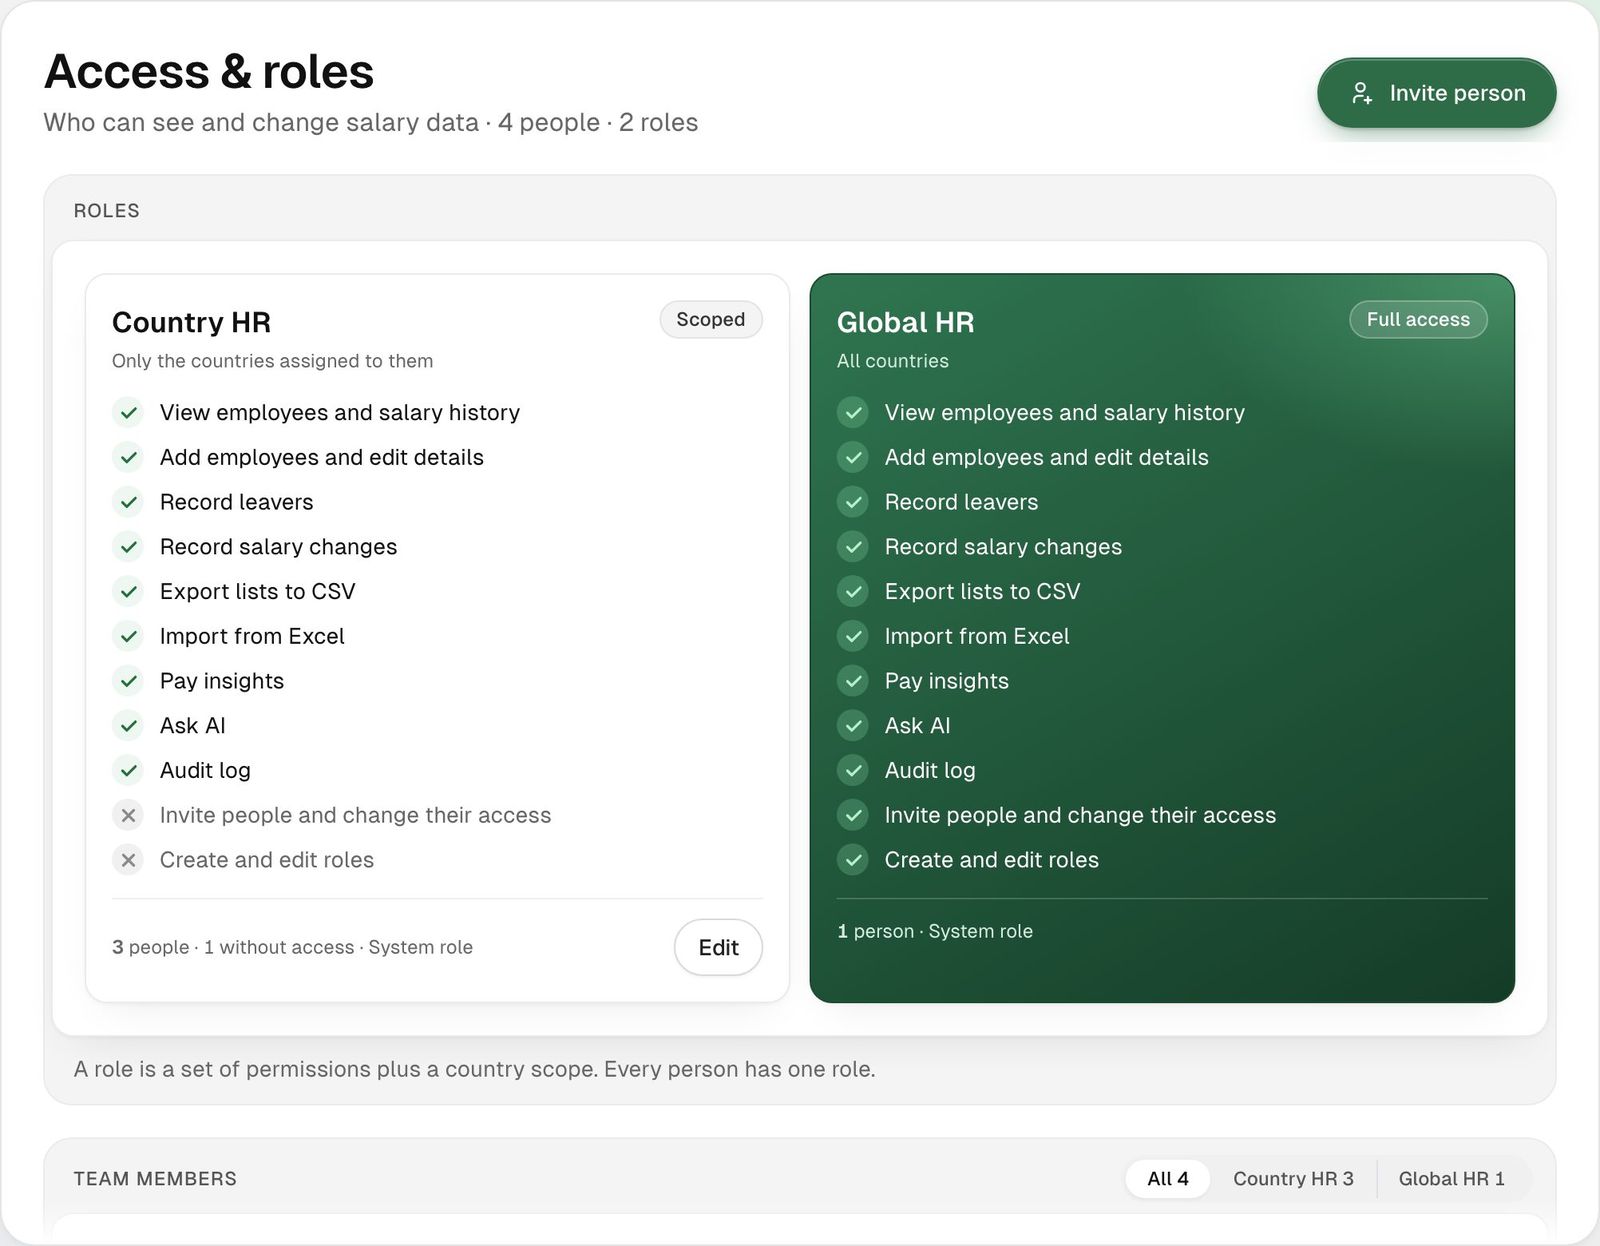 Access & roles
Who can see and change salary data · 4 people · 2 roles
Invite person
ROLES
Country HR
Scoped
Only the countries assigned to them
View employees and salary history
Add employees and edit details
Record leavers
Record salary changes
Export lists to CSV
Import from Excel
Pay insights
Ask AI
Audit log
Invite people and change their access
Create and edit roles
3 people · 1 without access · System role
Edit
Global HR
Full access
All countries
View employees and salary history
Add employees and edit details
Record leavers
Record salary changes
Export lists to CSV
Import from Excel
Pay insights
Ask AI
Audit log
Invite people and change their access
Create and edit roles
1 person · System role
A role is a set of permissions plus a country scope. Every person has one role.
TEAM MEMBERS
All 4
Country HR 3
Global HR 1